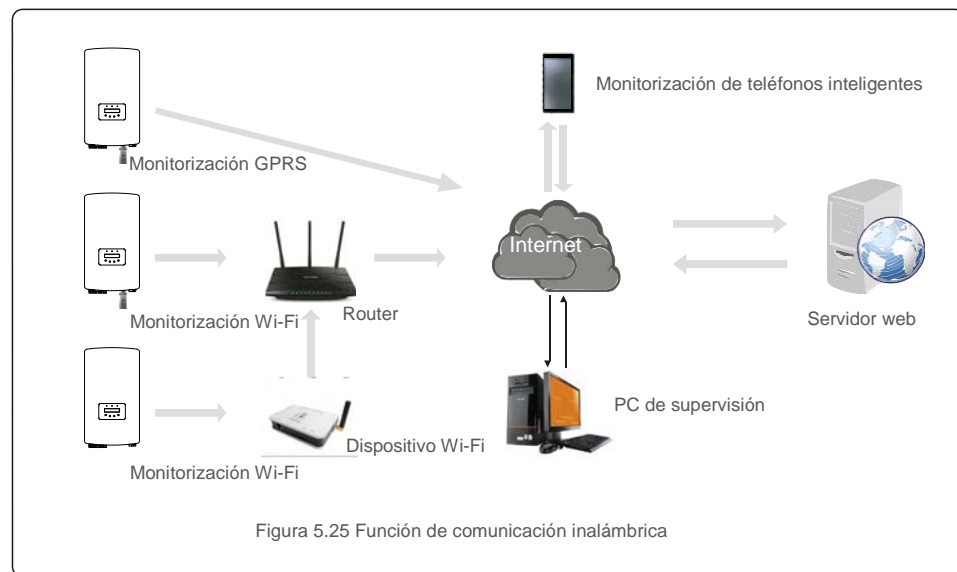 Monitorización de teléfonos inteligentes
Monitorización GPRS
Internet
Monitorización Wi-Fi
Router
Servidor web
PC de supervisión
Dispositivo Wi-Fi
Monitorización Wi-Fi
Figura 5.25 Función de comunicación inalámbrica